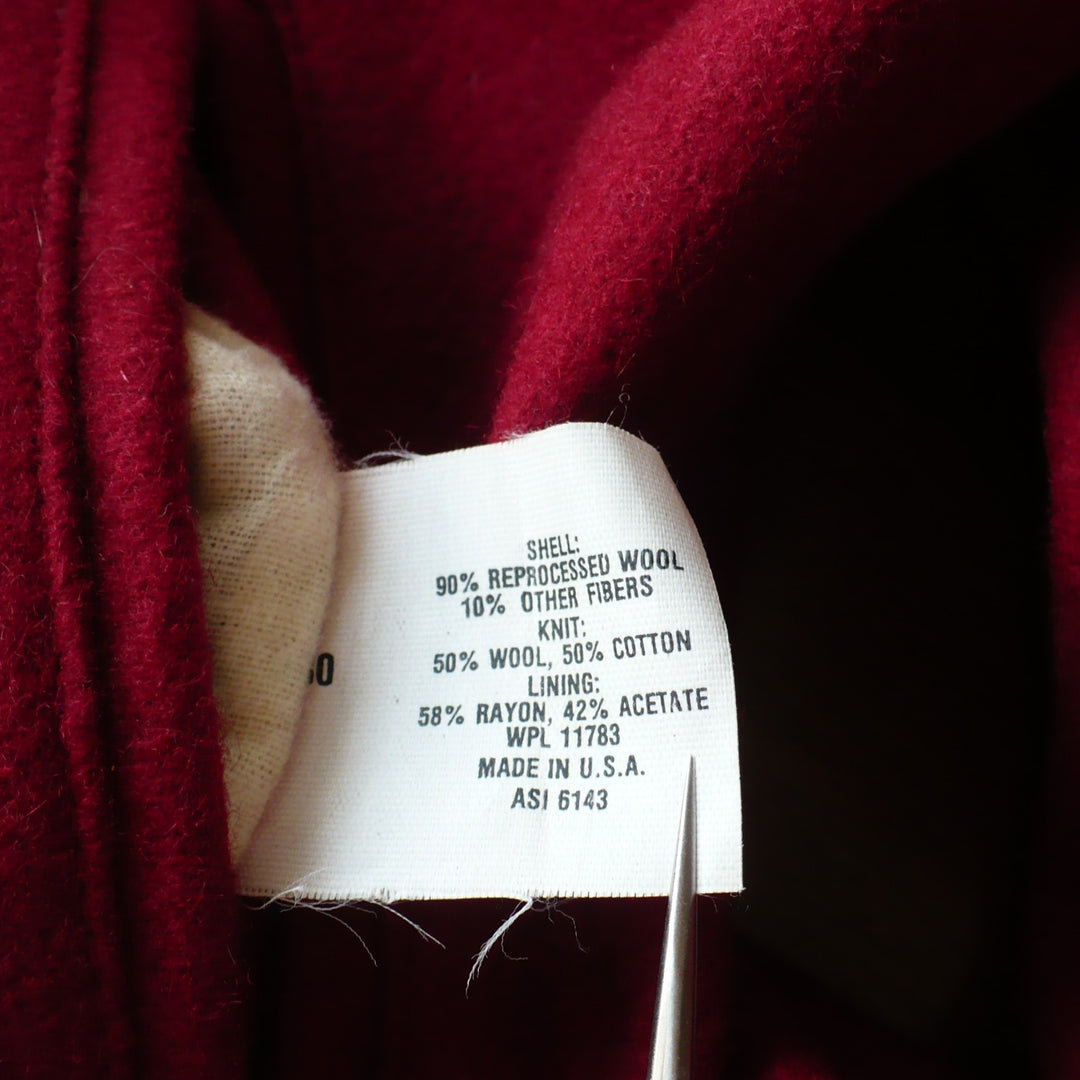 SHELL:
90% REPROCESSED WOOL
10% OTHER FIBERS
KNIT:
50% WOOL, 50% COTTON
LINING:
58% RAYON, 42% ACETATE
WPL 11783
MADE IN U.S.A.
ASI 6143